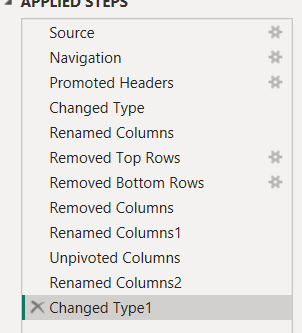 APPLIED STEPS
Source
Navigation
Promoted Headers
Changed Type
Renamed Columns
Removed Top Rows
Removed Bottom Rows
Removed Columns
Renamed Columns1
Unpivoted Columns
Renamed Columns2
Changed Type1